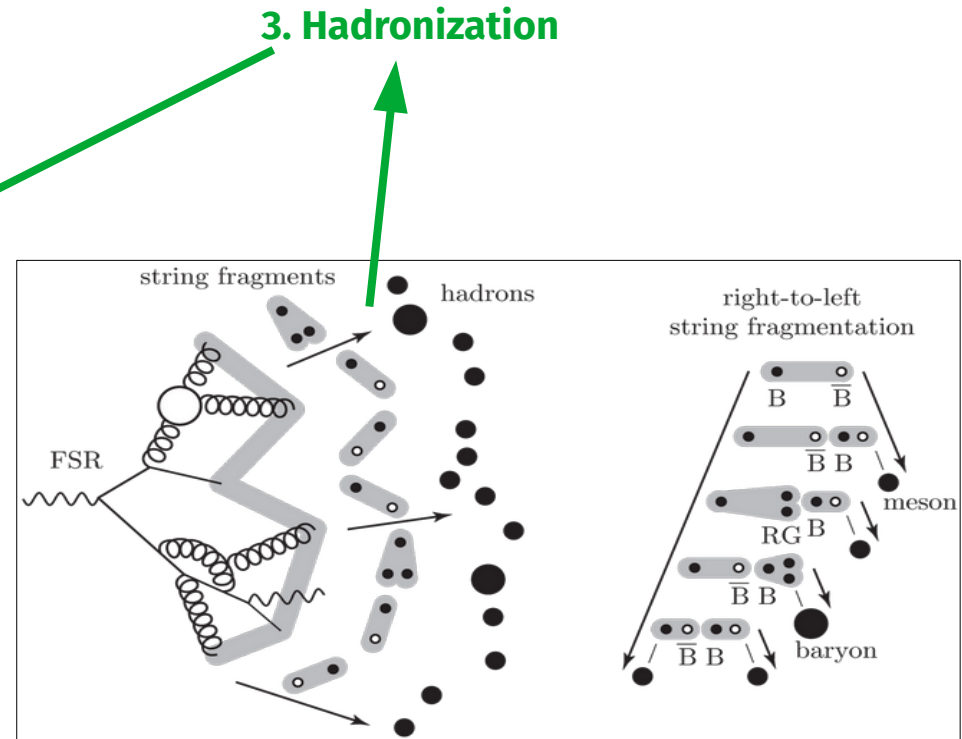 3. Hadronization
string fragments
hadrons
FSR
right-to-left
string fragmentation
B B̅
B̅ B
meson
RG B
B̅ B
baryon
B̅ B